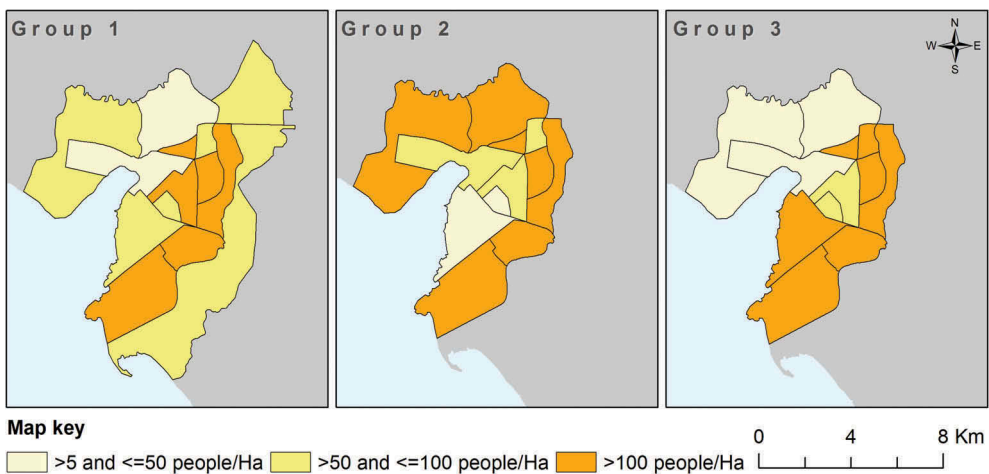 Group 1
Group 2
Group 3
N
W E
S
Map key
>5 and <=50 people/Ha
>50 and <=100 people/Ha
>100 people/Ha
0 4 8 Km